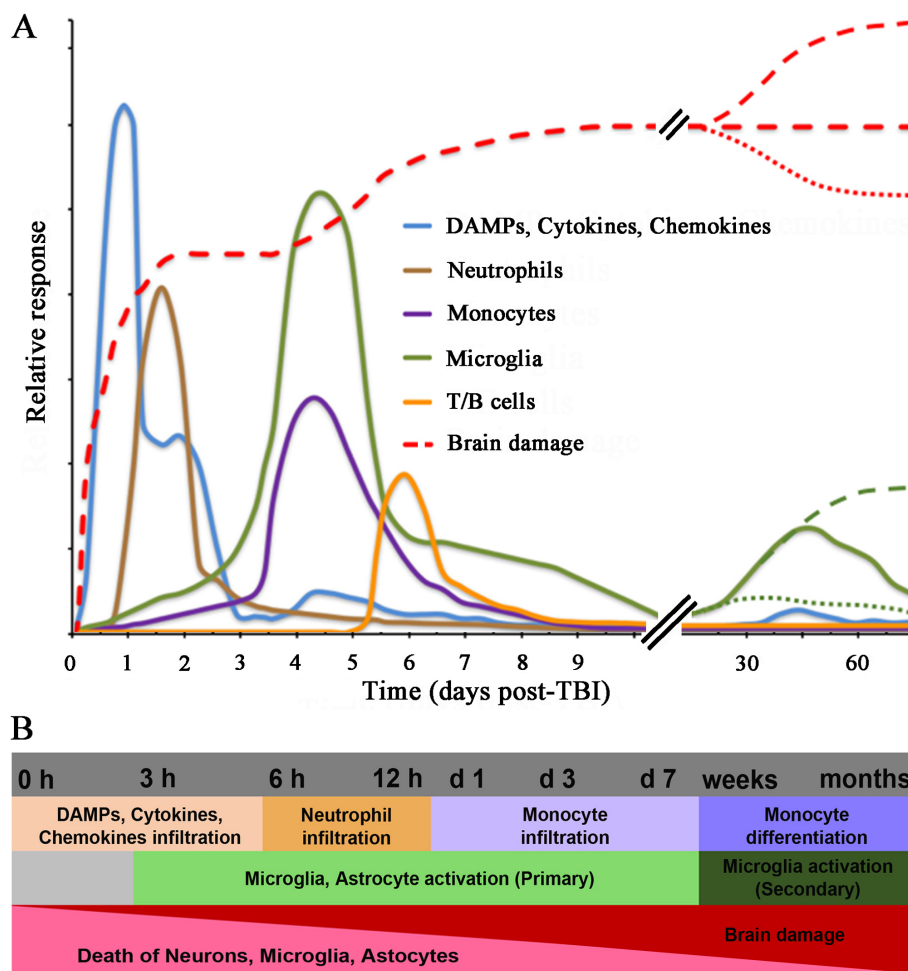 A
Relative response
DAMPs, Cytokines, Chemokines
Neutrophils
Monocytes
Microglia
T/B cells
Brain damage
0 1 2 3 4 5 6 7 8 9 30 60
Time (days post-TBI)
B
0 h 3 h 6 h 12 h d 1 d 3 d 7 weeks months
DAMPs, Cytokines,
Chemokines infiltration
Neutrophil
infiltration
Monocyte
infiltration
Monocyte
differentiation
Microglia, Astrocyte activation (Primary)
Microglia activation
(Secondary)
Brain damage
Death of Neurons, Microglia, Astocytes